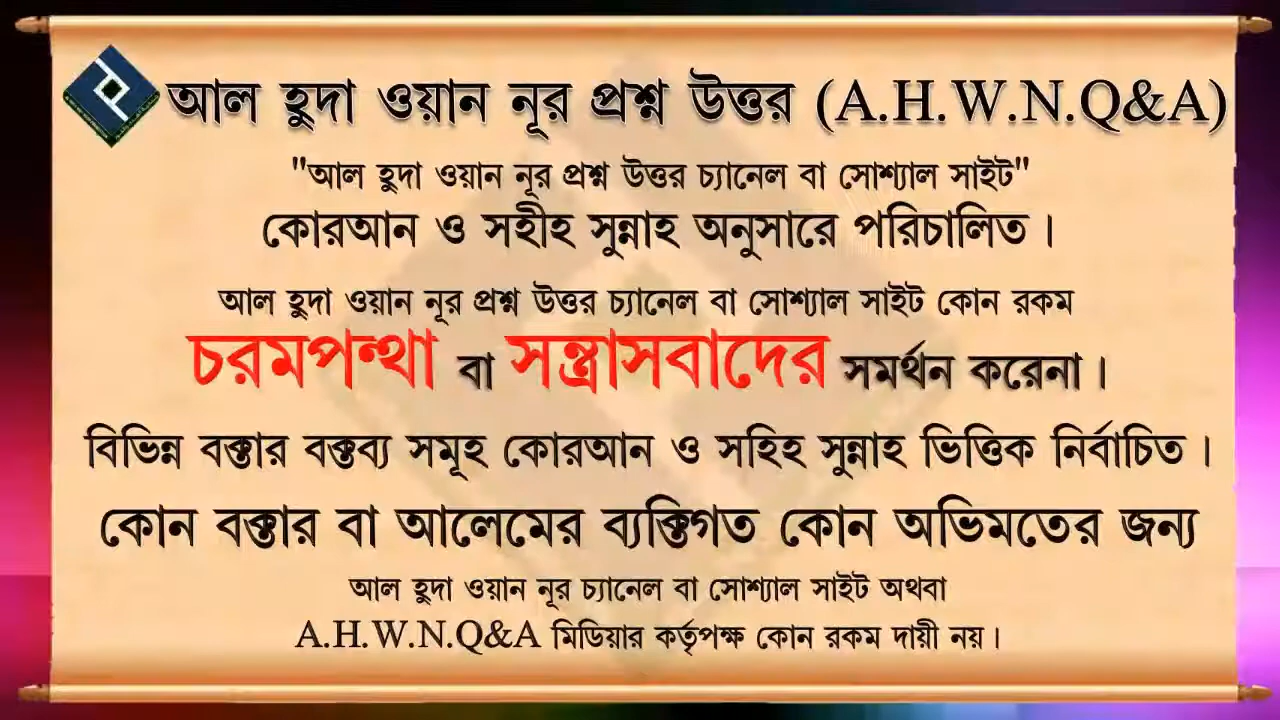 আল হুদা ওয়ান নূর প্রশ্ন উত্তর (A.H.W.N.Q&A)
"আল হুদা ওয়ান নূর প্রশ্ন উত্তর চ্যানেল বা সোশ্যাল সাইট"
কোরআন ও সহীহ সুন্নাহ অনুসারে পরিচালিত।
আল হুদা ওয়ান নূর প্রশ্ন উত্তর চ্যানেল বা সোশ্যাল সাইট কোন রকম
চরমপন্থা বা সন্ত্রাসবাদের সমর্থন করেনা।
বিভিন্ন বক্তার বক্তব্য সমূহ কোরআন ও সহিহ সুন্নাহ ভিত্তিক নির্বাচিত।
কোন বক্তার বা আলেমের ব্যক্তিগত কোন অভিমতের জন্য
আল হুদা ওয়ান নূর চ্যানেল বা সোশ্যাল সাইট অথবা
A.H.W.N.Q&A মিডিয়ার কর্তৃপক্ষ কোন রকম দায়ী নয়।